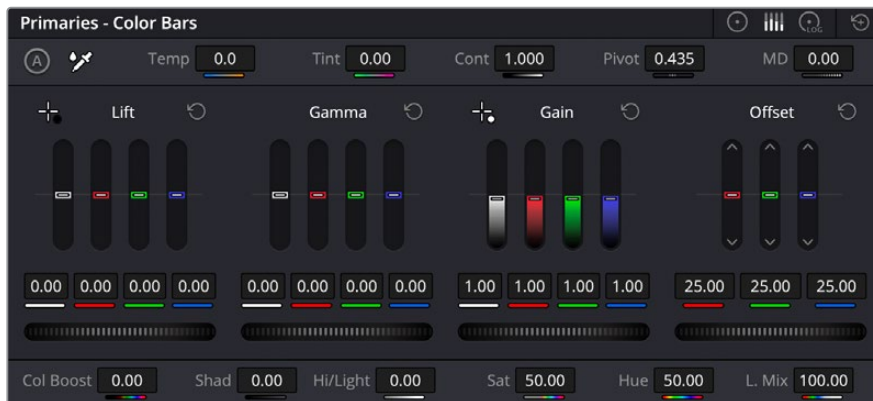 Primaries - Color Bars
LOG
A
Temp 0.0 Tint 0.00 Cont 1.000 Pivot 0.435 MD 0.00
Lift Gamma Gain Offset
0.00 0.00 0.00 0.00 0.00 0.00 0.00 0.00 1.00 1.00 1.00 1.00 25.00 25.00 25.00
Col Boost 0.00 Shad 0.00 Hi/Light 0.00 Sat 50.00 Hue 50.00 L. Mix 100.00